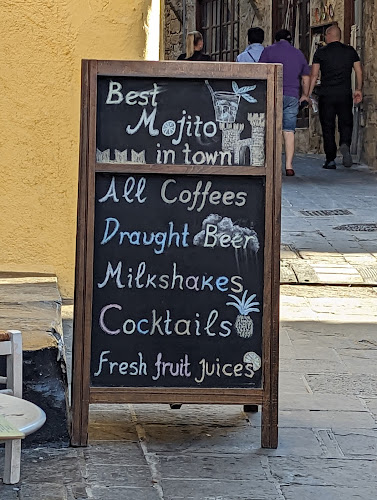 Best
Mojito
in town
All Coffees
Draught Beer
Milkshakes
Cocktails
Fresh fruit Juices